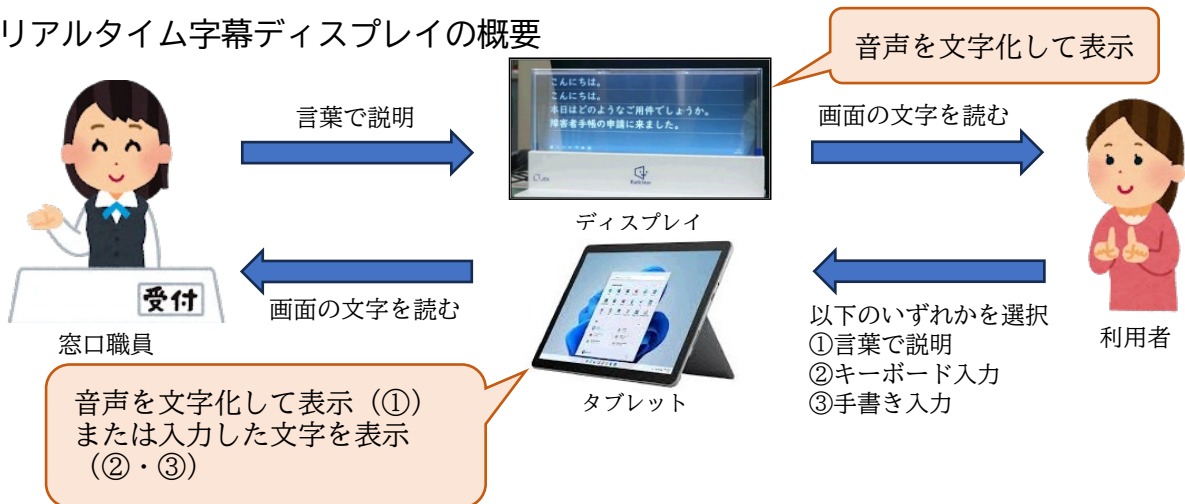 リアルタイム字幕ディスプレイの概要
音声を文字化して表示
言葉で説明
こんにちは。
こんにちは。
本日はどのようなご用件でしょうか。
障害者手帳の申請に来ました。
画面の文字を読む
ディスプレイ
受付
窓口職員
画面の文字を読む
タブレット
以下のいずれかを選択
①言葉で説明
②キーボード入力
③手書き入力
利用者
音声を文字化して表示（①）
または入力した文字を表示
（②・③）